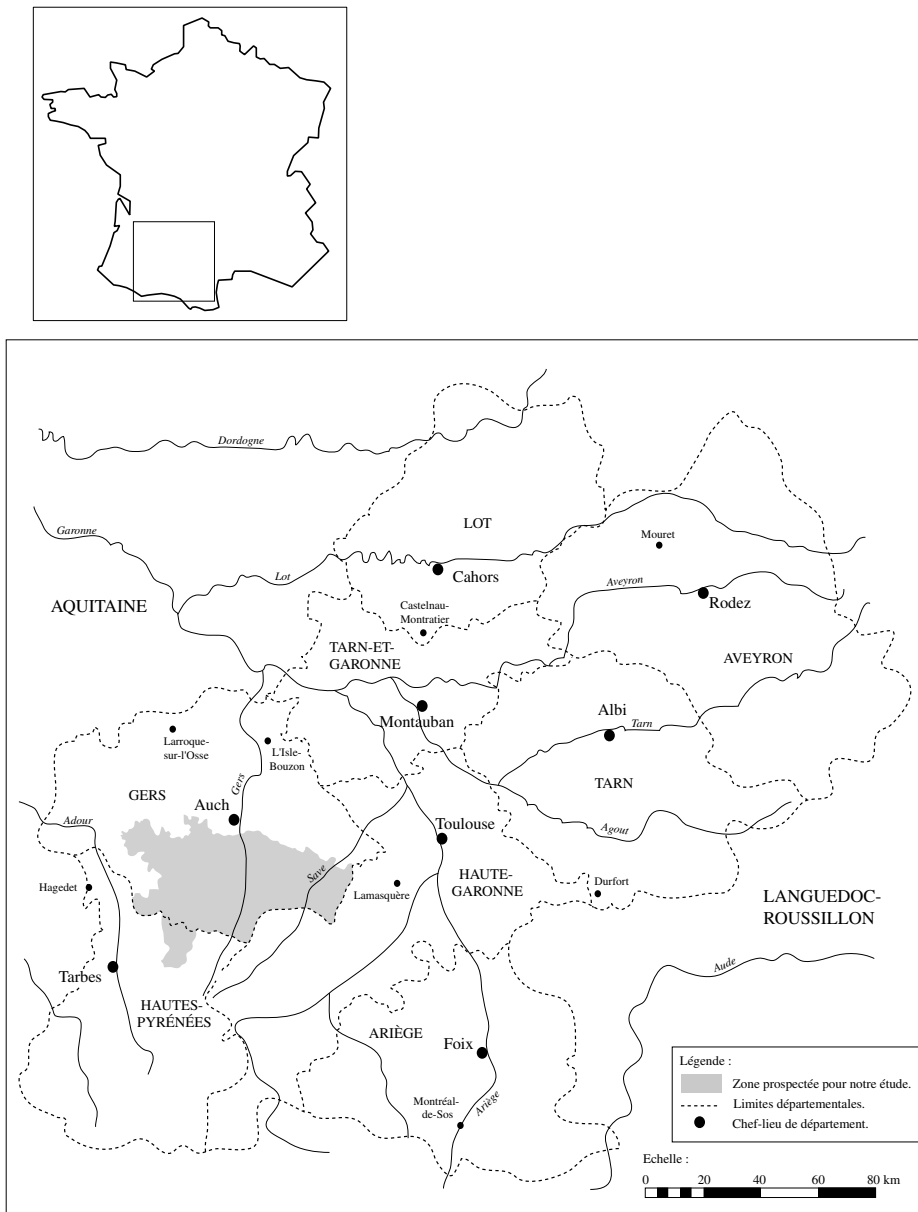 Dordogne
Garonne
LOT
Mouret
Lot
Cahors
Aveyron
Rodez
AQUITAINE
Castelnau-
Montratier
TARN-ET-
GARONNE
AVEYRON
Montauban
Albi
Tarn
Larroque-
sur-l'Osse
L'Isle-
Bouzon
Gers
TARN
GERS
Auch
Adour
Toulouse
Agout
Save
Hagedet
Lamasquère
HAUTE-
GARONNE
Durfort
LANGUEDOC-
ROUSSILLON
Tarbes
Aude
HAUTES-
PYRÉNÉES
ARIÈGE
Foix
Montréal-
de-Sos
Ariège
Légende :
Zone prospectée pour notre étude.
Limites départementales.
Chef-lieu de département.
Echelle :
0 20 40 60 80 km